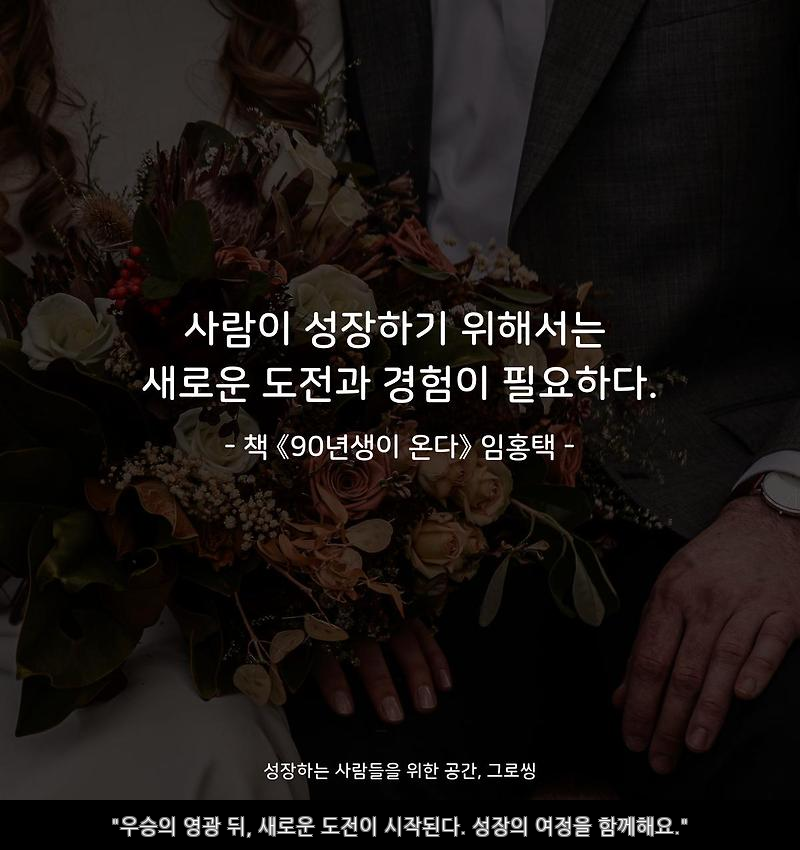 사람이 성장하기 위해서는
새로운 도전과 경험이 필요하다.
- 책 《90년생이 온다》 임홍택 -
성장하는 사람들을 위한 공간, 그로씽
"우승의 영광 뒤, 새로운 도전이 시작된다. 성장의 여정을 함께해요."